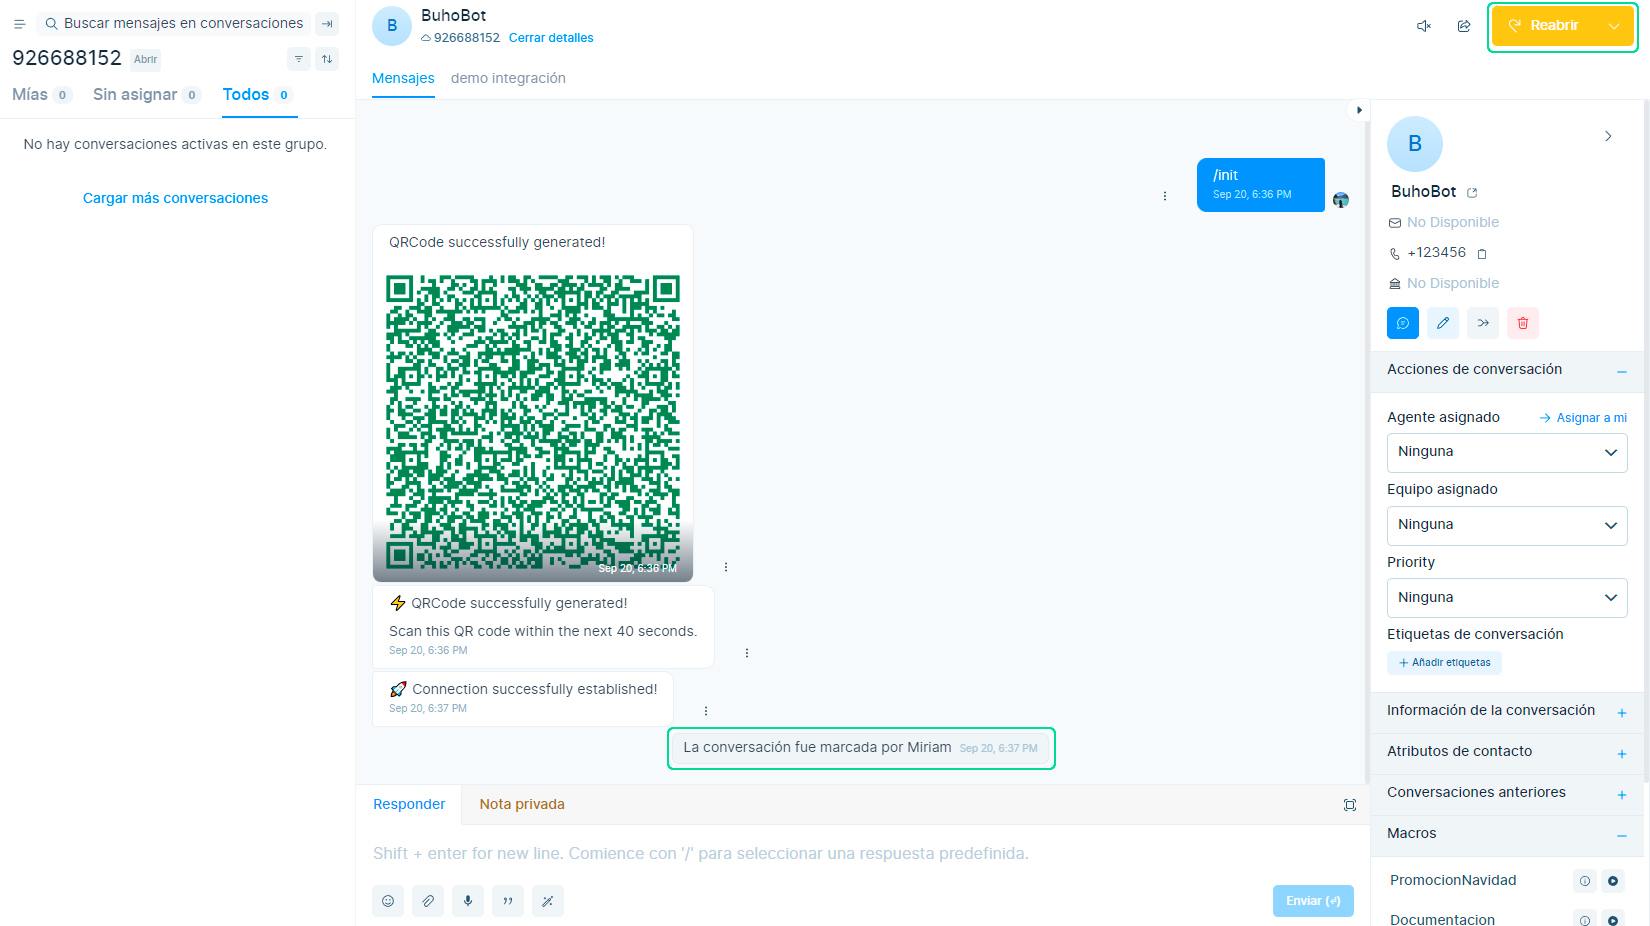 Buscar mensajes en conversaciones
926688152 Abrir
Mías 0 Sin asignar 0 Todos 0
No hay conversaciones activas en este grupo.
Cargar más conversaciones
B
BuhoBot
926688152 Cerrar detalles
Reabrir
Mensajes demo integración
/init
Sep 20, 6:36 PM
QRCode successfully generated!
Sep 20, 6:36 PM
⚡ QRCode successfully generated!
Scan this QR code within the next 40 seconds.
Sep 20, 6:36 PM
🚀 Connection successfully established!
Sep 20, 6:37 PM
La conversación fue marcada por Miriam Sep 20, 6:37 PM
Responder Nota privada
Shift + enter for new line. Comience con '/' para seleccionar una respuesta predefinida.
Enviar (⏎)
B
BuhoBot
No Disponible
+123456
No Disponible
Acciones de conversación
Agente asignado → Asignar a mi
Ninguna
Equipo asignado
Ninguna
Priority
Ninguna
Etiquetas de conversación
+ Añadir etiquetas
Información de la conversación +
Atributos de contacto +
Conversaciones anteriores +
Macros –
PromocionNavidad
Documentacion